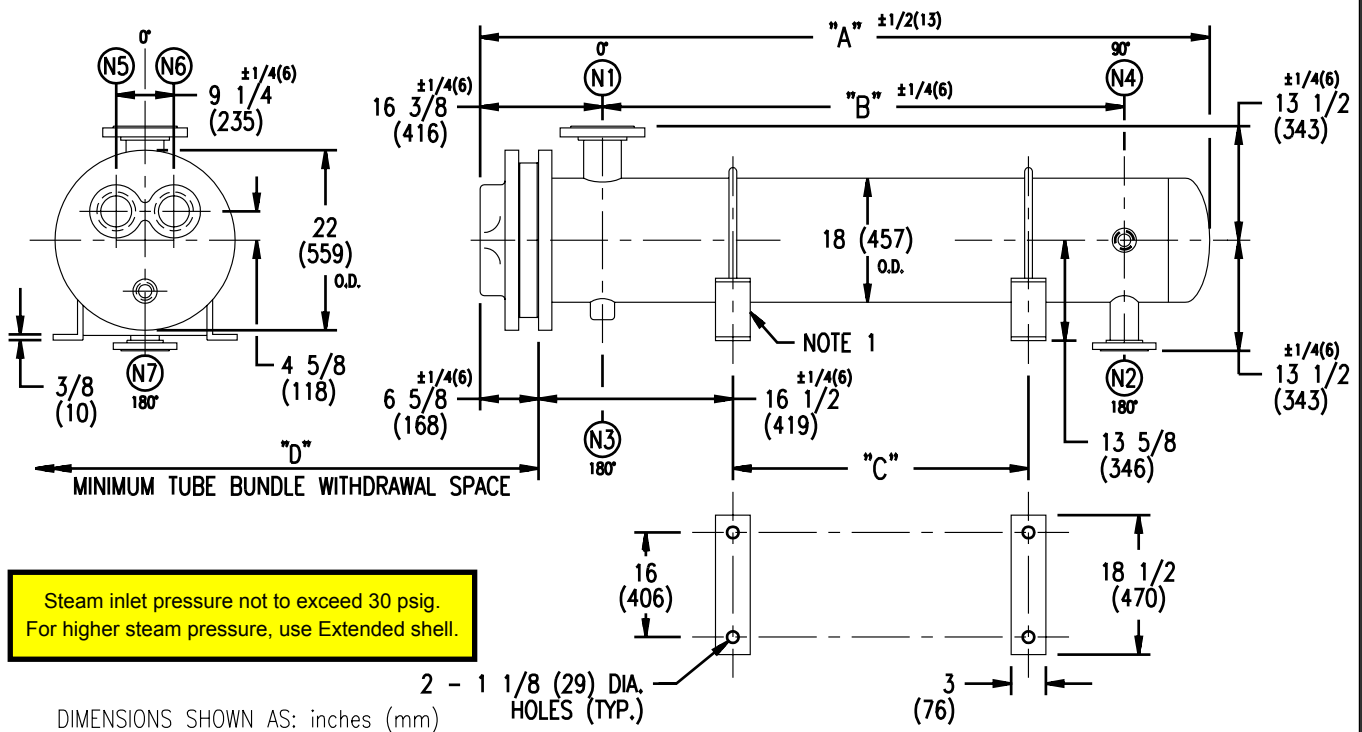 0°
N5 N6
±1/4(6)
9 1/4
(235)
22
(559)
O.D.
3/8
(10)
N7
180°
4 5/8
(118)
"A" ±1/2(13)
±1/4(6)
16 3/8
(416)
0°
N1
"B" ±1/4(6)
90°
N4
±1/4(6)
13 1/2
(343)
18 (457)
O.D.
NOTE 1
±1/4(6)
6 5/8
(168)
±1/4(6)
16 1/2
(419)
N3
180°
N2
180°
±1/4(6)
13 1/2
(343)
13 5/8
(346)
"D"
MINIMUM TUBE BUNDLE WITHDRAWAL SPACE
"C"
16
(406)
18 1/2
(470)
2 - 1 1/8 (29) DIA.
HOLES (TYP.)
3
(76)
Steam inlet pressure not to exceed 30 psig.
For higher steam pressure, use Extended shell.
DIMENSIONS SHOWN AS: inches (mm)